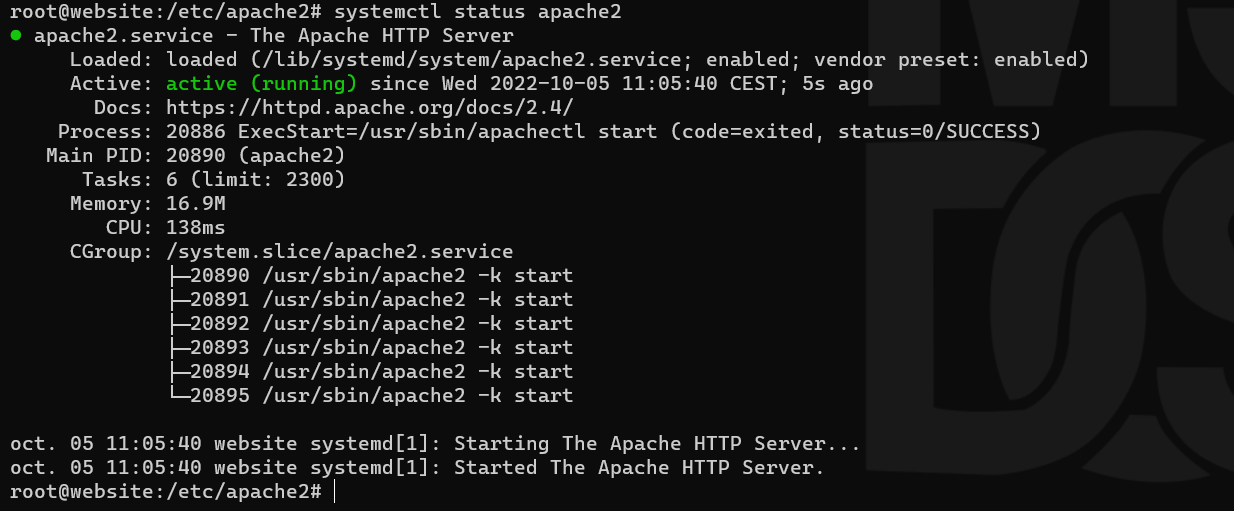 root@website:/etc/apache2# systemctl status apache2
● apache2.service - The Apache HTTP Server
     Loaded: loaded (/lib/systemd/system/apache2.service; enabled; vendor preset: enabled)
     Active: active (running) since Wed 2022-10-05 11:05:40 CEST; 5s ago
       Docs: https://httpd.apache.org/docs/2.4/
    Process: 20886 ExecStart=/usr/sbin/apachectl start (code=exited, status=0/SUCCESS)
   Main PID: 20890 (apache2)
      Tasks: 6 (limit: 2300)
     Memory: 16.9M
        CPU: 138ms
     CGroup: /system.slice/apache2.service
             ├─20890 /usr/sbin/apache2 -k start
             ├─20891 /usr/sbin/apache2 -k start
             ├─20892 /usr/sbin/apache2 -k start
             ├─20893 /usr/sbin/apache2 -k start
             ├─20894 /usr/sbin/apache2 -k start
             └─20895 /usr/sbin/apache2 -k start

oct. 05 11:05:40 website systemd[1]: Starting The Apache HTTP Server...
oct. 05 11:05:40 website systemd[1]: Started The Apache HTTP Server.
root@website:/etc/apache2#